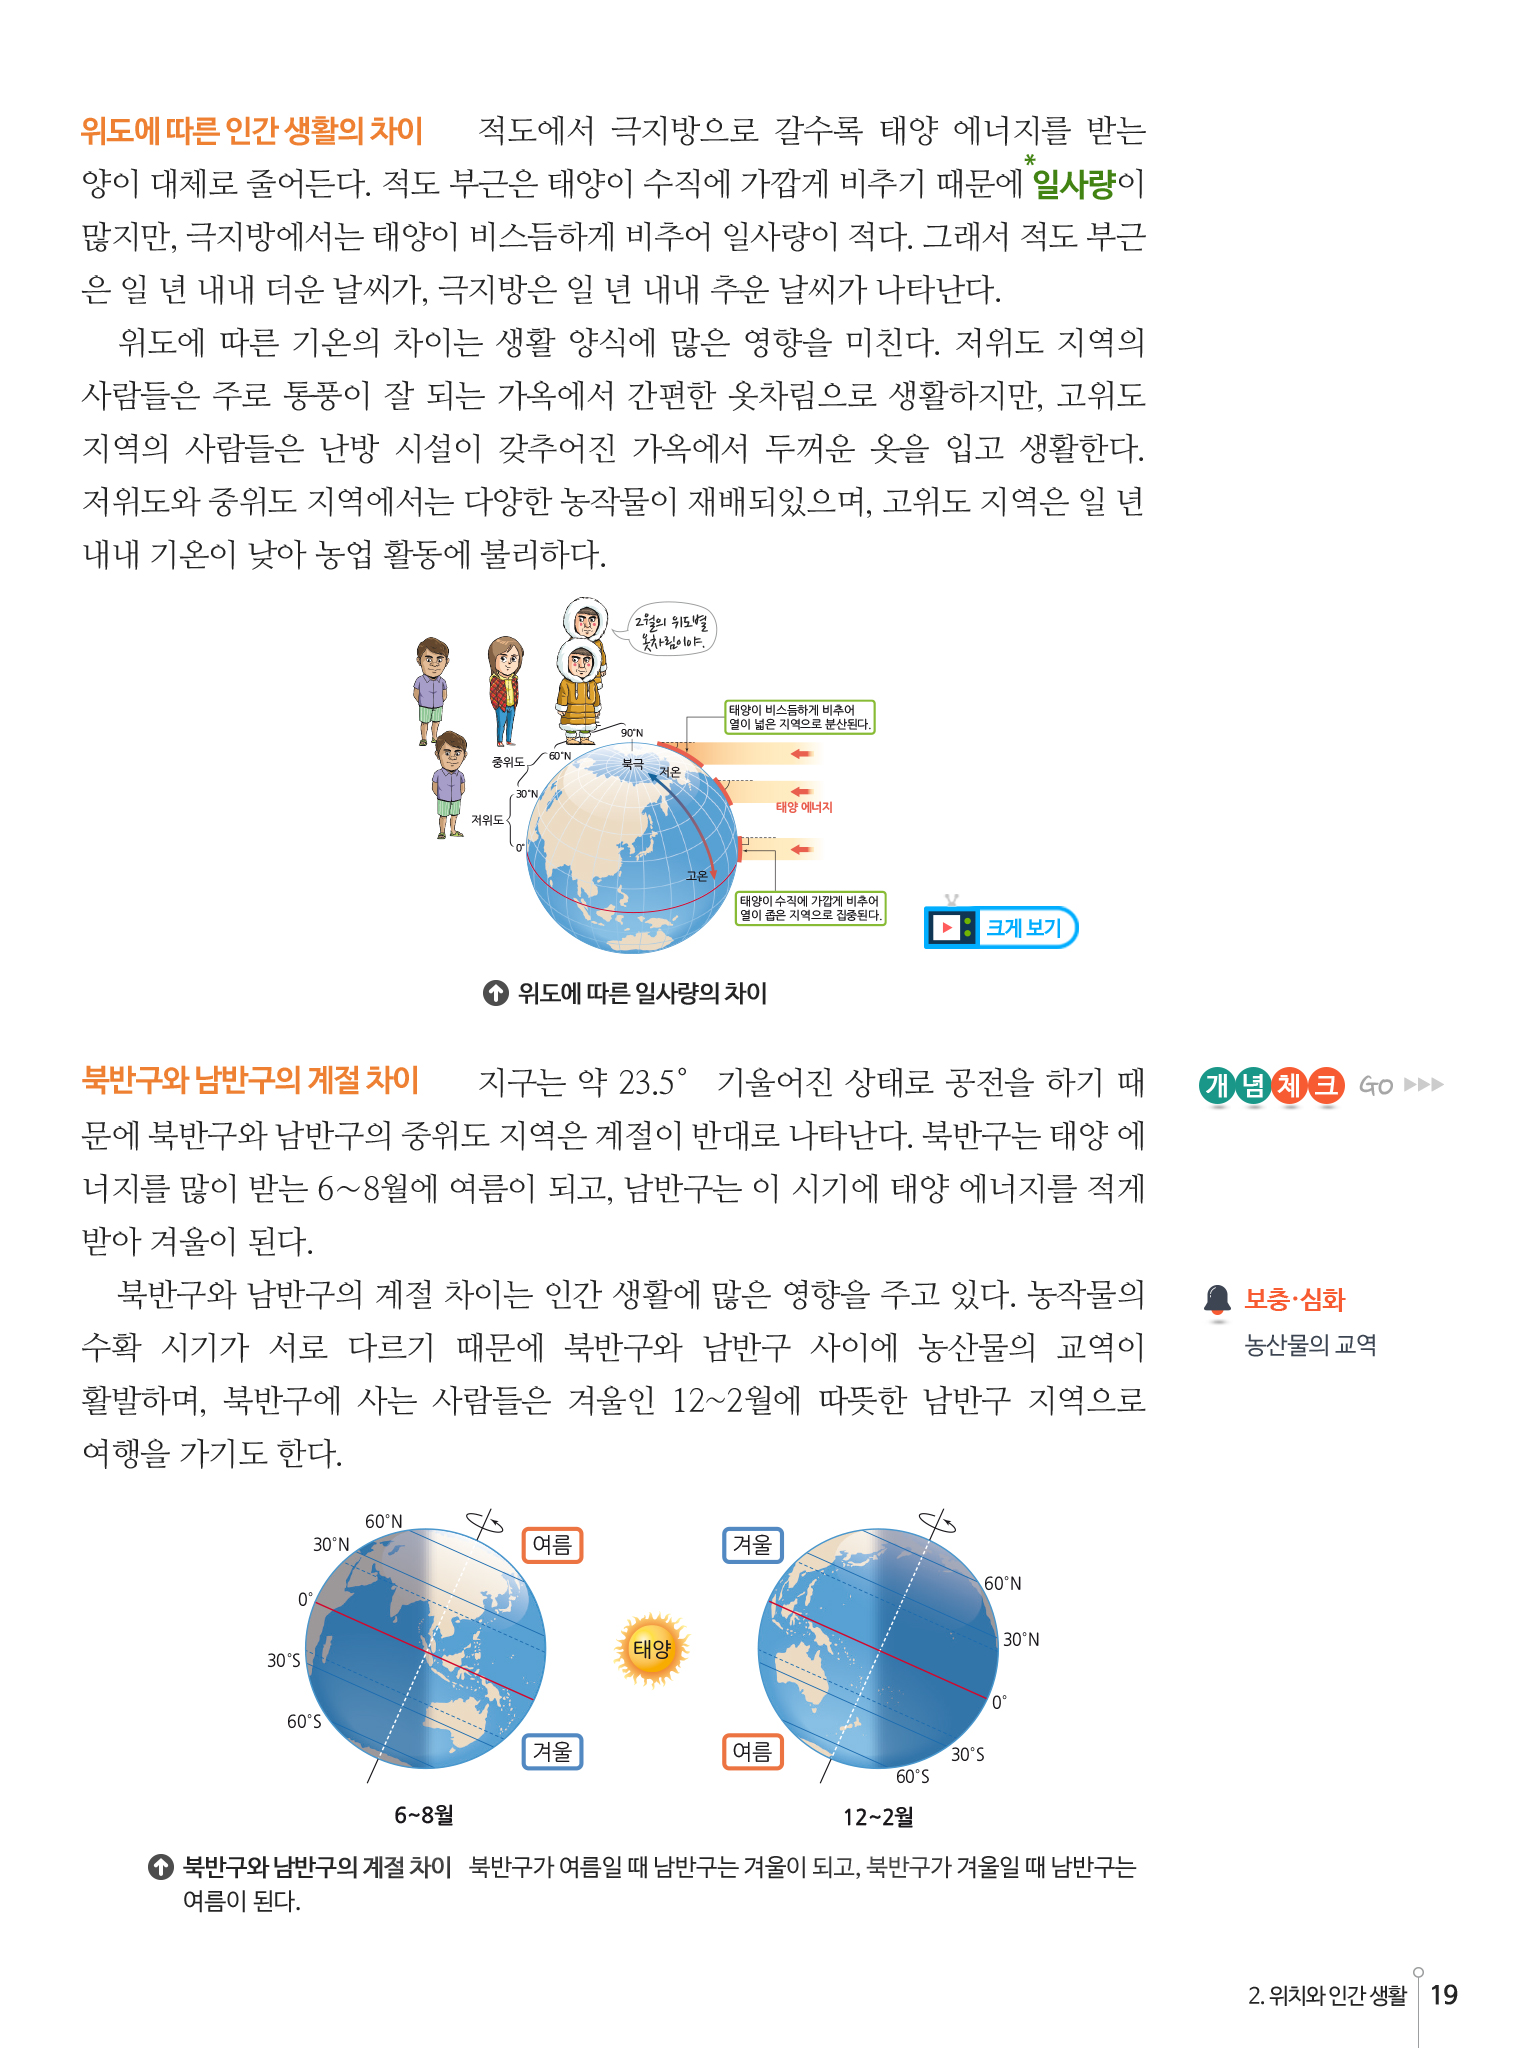 위도에 따른 인간 생활의 차이 적도에서 극지방으로 갈수록 태양 에너지를 받는
양이 대체로 줄어든다. 적도 부근은 태양이 수직에 가깝게 비추기 때문에 *일사량이
많지만, 극지방에서는 태양이 비스듬하게 비추어 일사량이 적다. 그래서 적도 부근
은 일 년 내내 더운 날씨가, 극지방은 일 년 내내 추운 날씨가 나타난다.
위도에 따른 기온의 차이는 생활 양식에 많은 영향을 미친다. 저위도 지역의
사람들은 주로 통풍이 잘 되는 가옥에서 간편한 옷차림으로 생활하지만, 고위도
지역의 사람들은 난방 시설이 갖추어진 가옥에서 두꺼운 옷을 입고 생활한다.
저위도와 중위도 지역에서는 다양한 농작물이 재배되있으며, 고위도 지역은 일 년
내내 기온이 낮아 농업 활동에 불리하다.
2월의 위도별
옷차림이야.
태양이 비스듬하게 비추어
열이 넓은 지역으로 분산된다.
90°N
60°N
중위도
북극
저온
30°N
태양 에너지
저위도
0°
고온
태양이 수직에 가깝게 비추어
열이 좁은 지역으로 집중된다.
크게 보기
위도에 따른 일사량의 차이
북반구와 남반구의 계절 차이 지구는 약 23.5° 기울어진 상태로 공전을 하기 때
문에 북반구와 남반구의 중위도 지역은 계절이 반대로 나타난다. 북반구는 태양 에
너지를 많이 받는 6～8월에 여름이 되고, 남반구는 이 시기에 태양 에너지를 적게
받아 겨울이 된다.
개념체크 GO
북반구와 남반구의 계절 차이는 인간 생활에 많은 영향을 주고 있다. 농작물의
수확 시기가 서로 다르기 때문에 북반구와 남반구 사이에 농산물의 교역이
활발하며, 북반구에 사는 사람들은 겨울인 12~2월에 따뜻한 남반구 지역으로
여행을 가기도 한다.
보충·심화
농산물의 교역
60°N
30°N
0°
30°S
60°S
여름
겨울
6~8월
태양
겨울
여름
60°N
30°N
0°
30°S
60°S
12~2월
북반구와 남반구의 계절 차이 북반구가 여름일 때 남반구는 겨울이 되고, 북반구가 겨울일 때 남반구는
여름이 된다.
2. 위치와 인간 생활 19